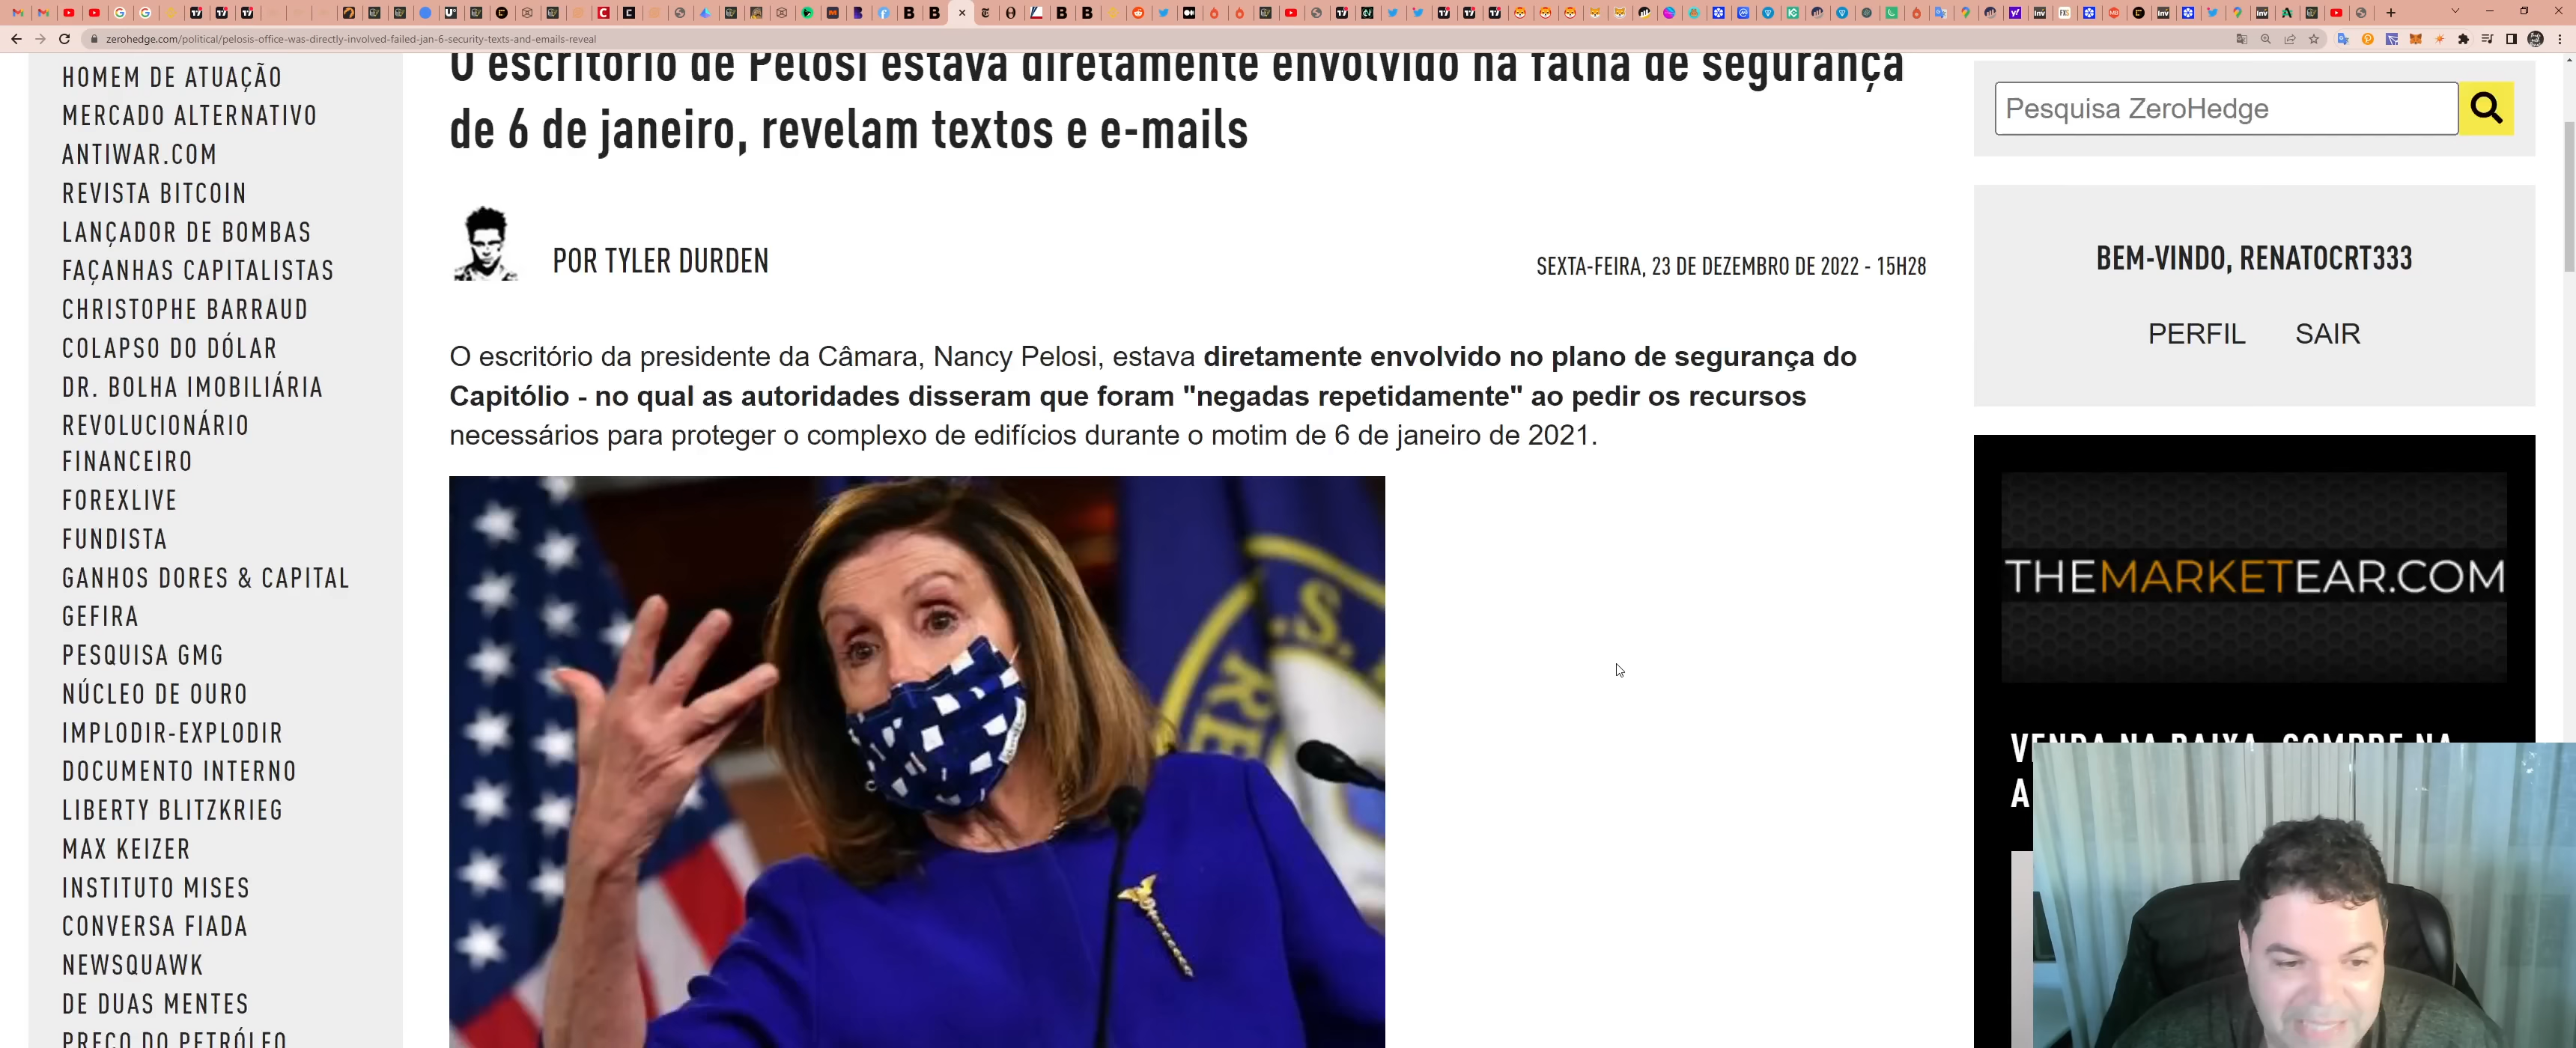 zerohedge.com/political/pelosis-office-was-directly-involved-failed-jan-6-security-texts-and-emails-reveal
HOMEM DE ATUAÇÃO
MERCADO ALTERNATIVO
ANTIWAR.COM
REVISTA BITCOIN
LANÇADOR DE BOMBAS
FAÇANHAS CAPITALISTAS
CHRISTOPHE BARRAUD
COLAPSO DO DÓLAR
DR. BOLHA IMOBILIÁRIA
REVOLUCIONÁRIO
FINANCEIRO
FOREXLIVE
FUNDISTA
GANHOS DORES & CAPITAL
GEFIRA
PESQUISA GMG
NÚCLEO DE OURO
IMPLODIR-EXPLODIR
DOCUMENTO INTERNO
LIBERTY BLITZKRIEG
MAX KEIZER
INSTITUTO MISES
CONVERSA FIADA
NEWSQUAWK
DE DUAS MENTES
PREÇO DO PETRÓLEO
O escritório de Pelosi estava diretamente envolvido na falha de segurança
de 6 de janeiro, revelam textos e e-mails
POR TYLER DURDEN
SEXTA-FEIRA, 23 DE DEZEMBRO DE 2022 - 15H28
O escritório da presidente da Câmara, Nancy Pelosi, estava diretamente envolvido no plano de segurança do
Capitólio - no qual as autoridades disseram que foram "negadas repetidamente" ao pedir os recursos
necessários para proteger o complexo de edifícios durante o motim de 6 de janeiro de 2021.
Pesquisa ZeroHedge
BEM-VINDO, RENATOCRT333
PERFIL SAIR
THEMARKETEAR.COM
VENDA NA BAIXA, COMPRE NA
A